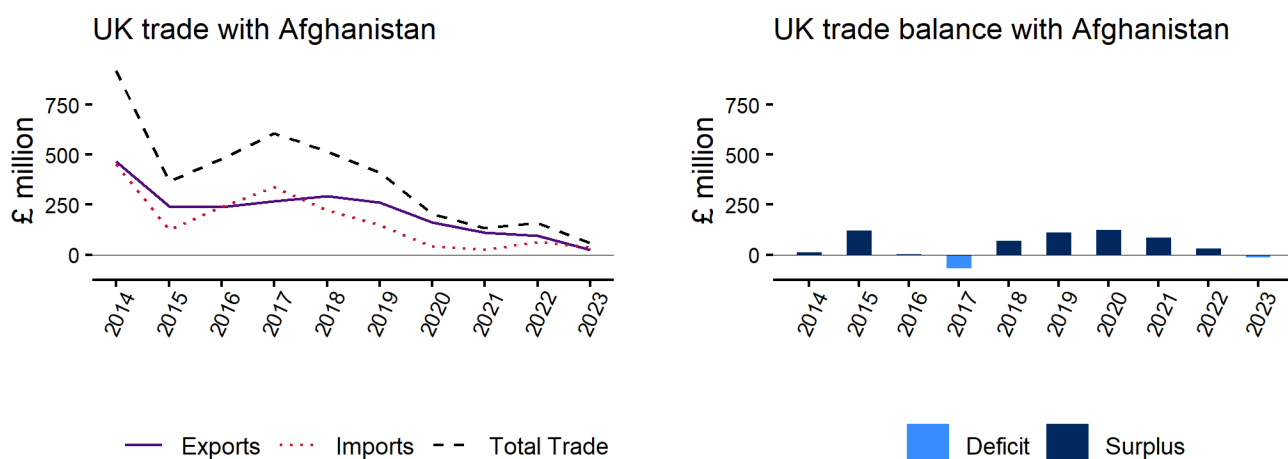 UK trade with Afghanistan
£ million
750
500
250
0
2014 2015 2016 2017 2018 2019 2020 2021 2022 2023
Exports Imports Total Trade
UK trade balance with Afghanistan
£ million
750
500
250
0
2014 2015 2016 2017 2018 2019 2020 2021 2022 2023
Deficit Surplus